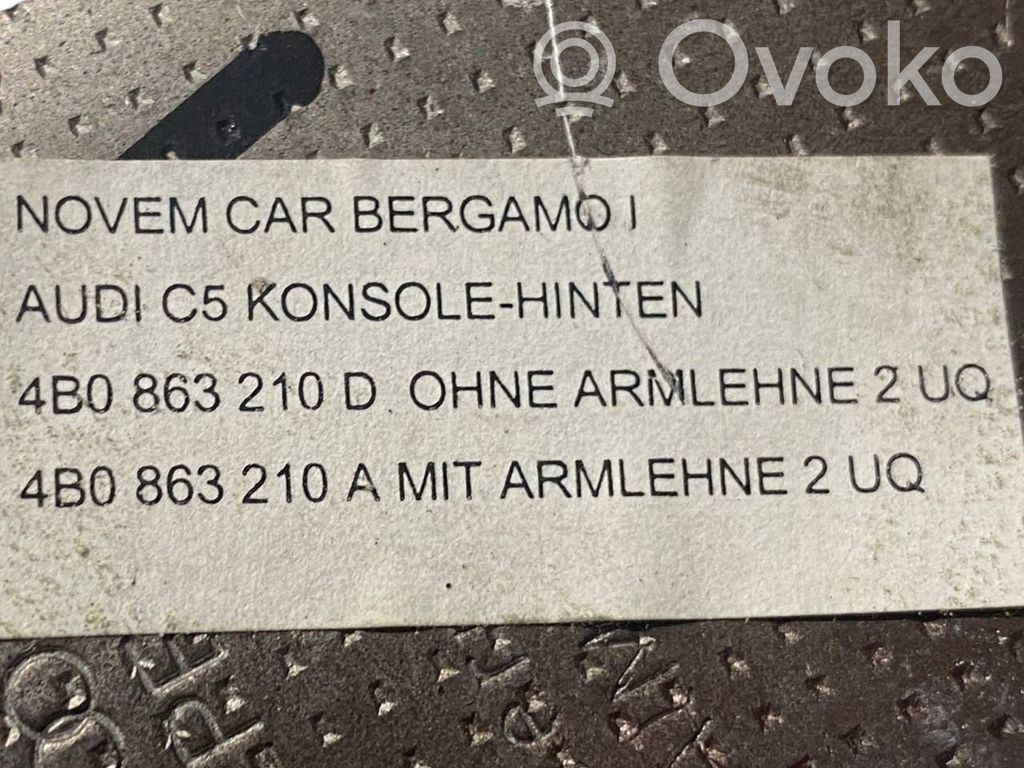 Ovoko
NOVEM CAR BERGAMO I
AUDI C5 KONSOLE-HINTEN
4B0 863 210 D OHNE ARMLEHNE 2 UQ
4B0 863 210 A MIT ARMLEHNE 2 UQ